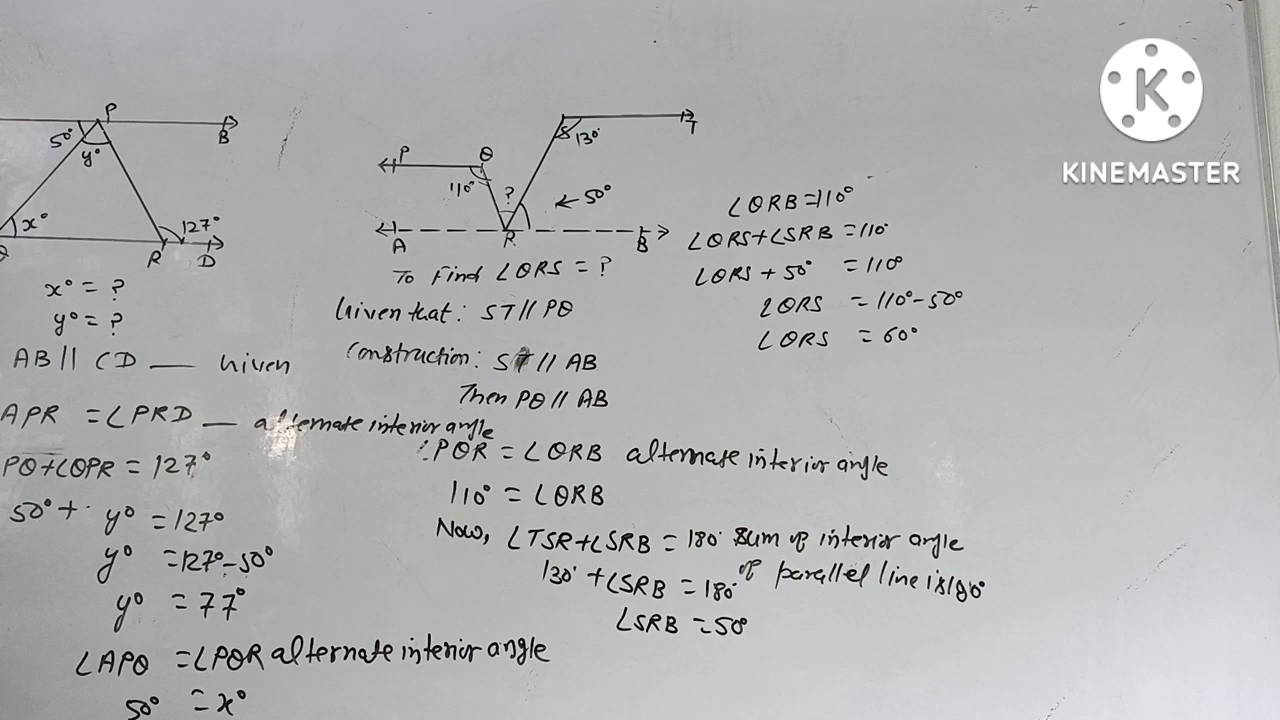 P
50°
B
y°
x°
127°
R
D
x° = ?
y° = ?
AB || CD — Given
APR = ∠PRD — alternate interior angle
PQ+∠QPR = 127°
50° + y° = 127°
y° = 127°-50°
y° = 77°
∠APQ = ∠PQR alternate interior angle
50° = x°
S
T
130°
P
Q
110°
?
← 50°
A
R
B
To Find ∠QRS = ?
Given that: ST || PQ
Construction: ST || AB
Then PQ || AB
∴PQR = ∠QRB alternate interior angle
110° = ∠QRB
Now, ∠TSR+∠SRB = 180° Sum of interior angle
130° + ∠SRB = 180° of parallel line is 180°
∠SRB = 50°
∠QRB = 110°
∠QRS+∠SRB = 110°
∠QRS + 50° = 110°
∠QRS = 110°-50°
∠QRS = 60°
K
KINEMASTER